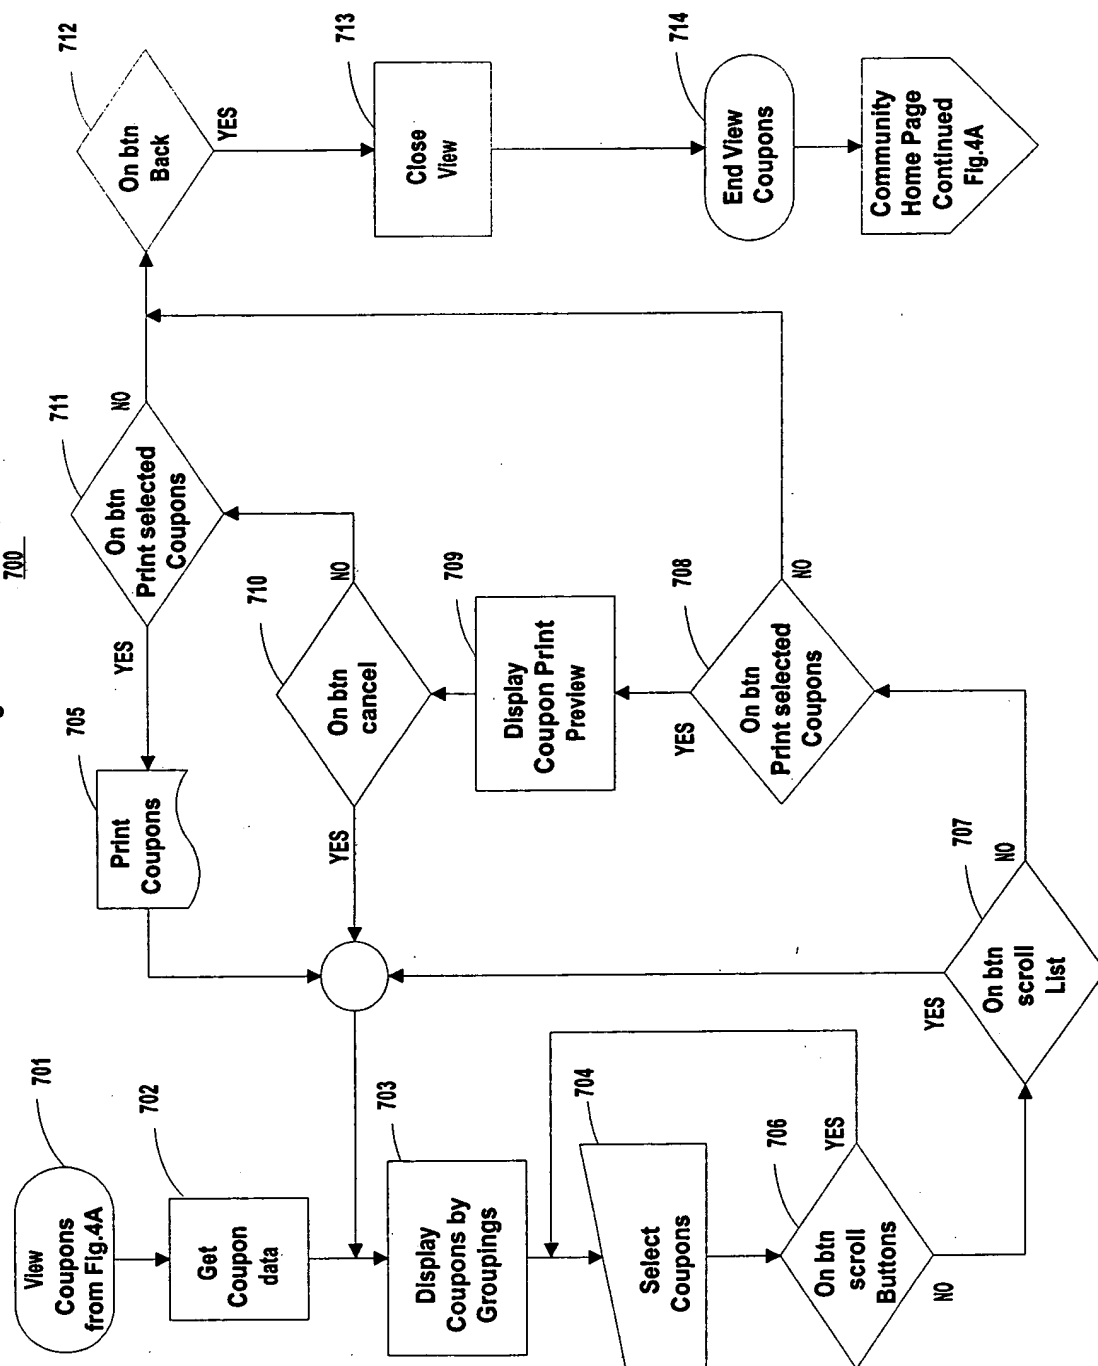 700
701
View
Coupons
from Fig.4A
702
Get
Coupon
data
703
Display
Coupons by
Groupings
704
Select
Coupons
706
On btn
scroll
Buttons
YES
NO
707
On btn
scroll
List
YES
NO
708
On btn
Print selected
Coupons
YES
NO
709
Display
Coupon Print
Preview
710
On btn
cancel
YES
NO
711
On btn
Print selected
Coupons
YES
NO
705
Print
Coupons
712
On btn
Back
YES
713
Close
View
714
End View
Coupons
Community
Home Page
Continued
Fig.4A